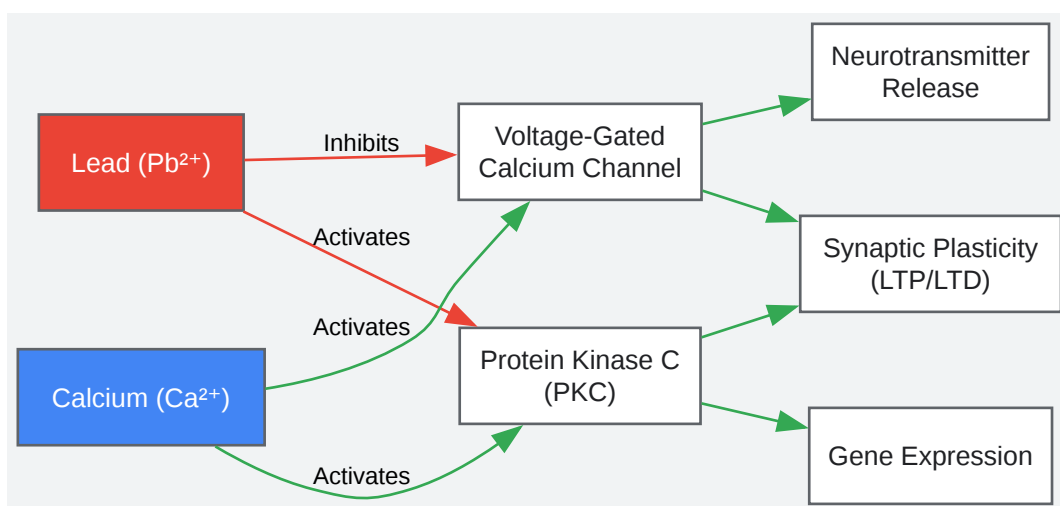 Neurotransmitter
Release
Lead (Pb²⁺)
Inhibits
Voltage-Gated
Calcium Channel
Activates
Synaptic Plasticity
(LTP/LTD)
Activates
Calcium (Ca²⁺)
Protein Kinase C
(PKC)
Activates
Gene Expression